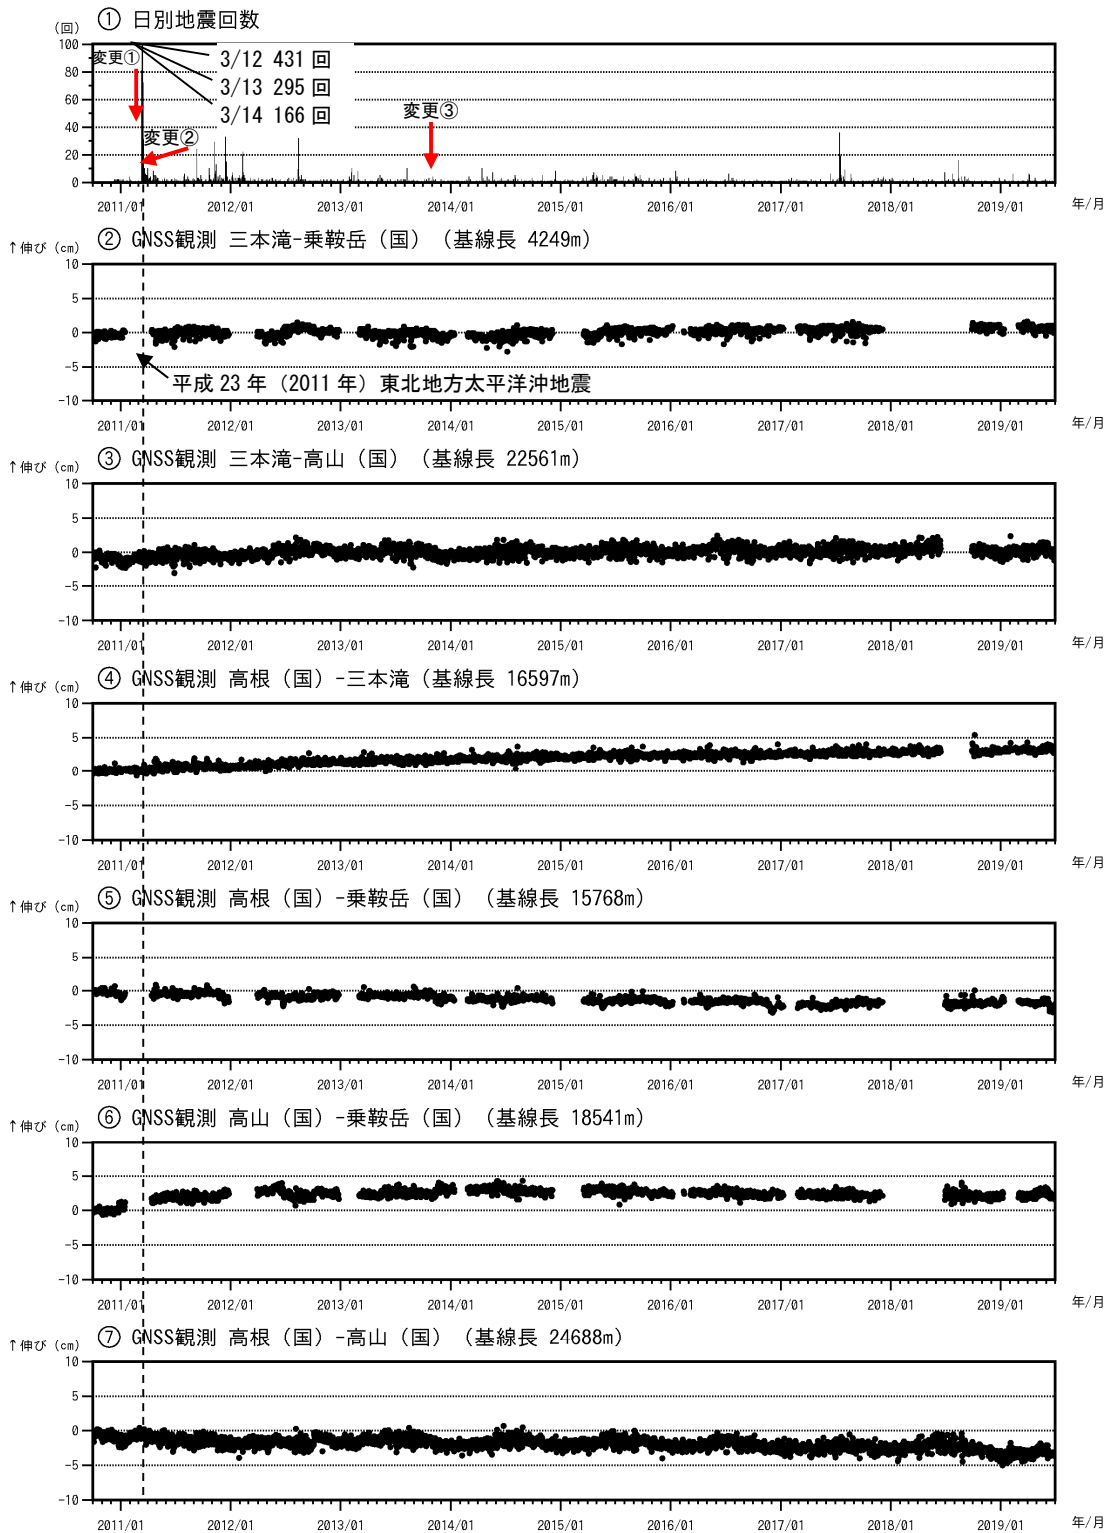 ① 日別地震回数
(回)
100
80
60
40
20
0
変更①
変更②
変更③
3/12 431 回
3/13 295 回
3/14 166 回
2011/01 2012/01 2013/01 2014/01 2015/01 2016/01 2017/01 2018/01 2019/01 年/月
② GNSS観測 三本滝-乗鞍岳（国）（基線長 4249m）
↑伸び（cm）
10
5
0
-5
-10
平成 23 年（2011 年）東北地方太平洋沖地震
2011/01 2012/01 2013/01 2014/01 2015/01 2016/01 2017/01 2018/01 2019/01 年/月
③ GNSS観測 三本滝-高山（国）（基線長 22561m）
↑伸び（cm）
10
5
0
-5
-10
2011/01 2012/01 2013/01 2014/01 2015/01 2016/01 2017/01 2018/01 2019/01 年/月
④ GNSS観測 高根（国）-三本滝（基線長 16597m）
↑伸び（cm）
10
5
0
-5
-10
2011/01 2012/01 2013/01 2014/01 2015/01 2016/01 2017/01 2018/01 2019/01 年/月
⑤ GNSS観測 高根（国）-乗鞍岳（国）（基線長 15768m）
↑伸び（cm）
10
5
0
-5
-10
2011/01 2012/01 2013/01 2014/01 2015/01 2016/01 2017/01 2018/01 2019/01 年/月
⑥ GNSS観測 高山（国）-乗鞍岳（国）（基線長 18541m）
↑伸び（cm）
10
5
0
-5
-10
2011/01 2012/01 2013/01 2014/01 2015/01 2016/01 2017/01 2018/01 2019/01 年/月
⑦ GNSS観測 高根（国）-高山（国）（基線長 24688m）
↑伸び（cm）
10
5
0
-5
-10
2011/01 2012/01 2013/01 2014/01 2015/01 2016/01 2017/01 2018/01 2019/01 年/月